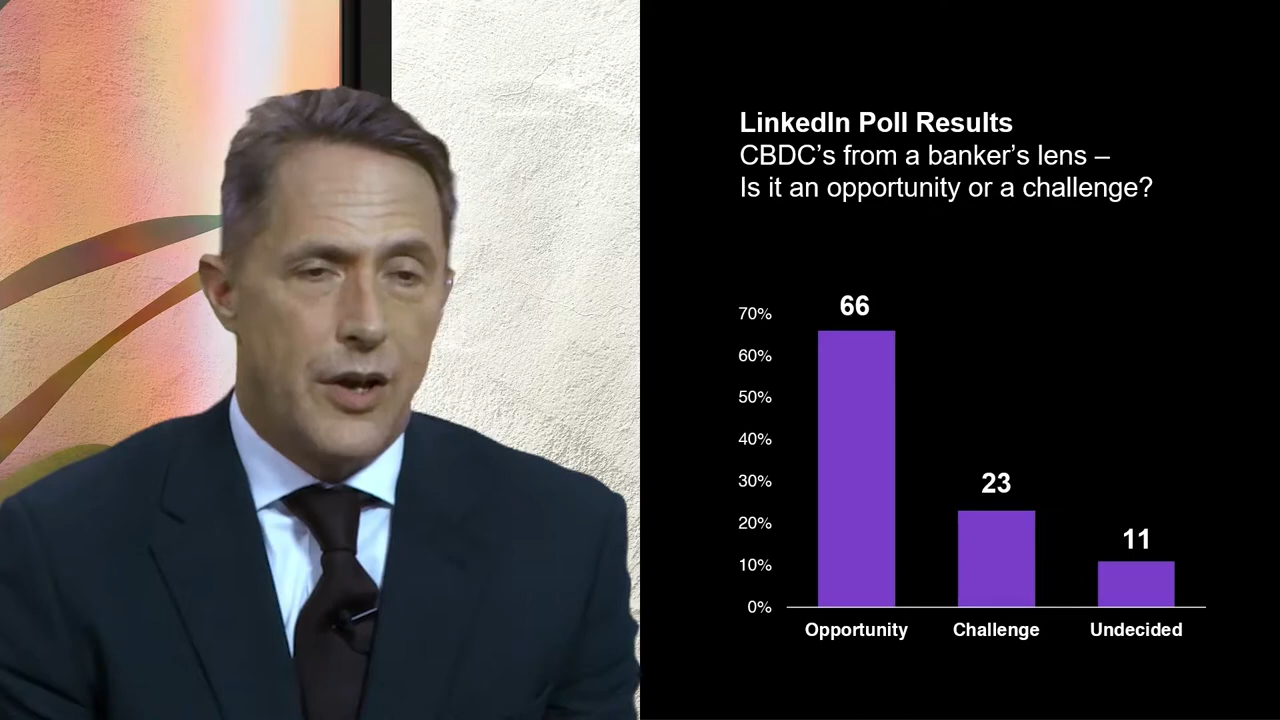 LinkedIn Poll Results
CBDC’s from a banker’s lens –
Is it an opportunity or a challenge?
66
70%
60%
50%
40%
30%
23
20%
11
10%
0%
Opportunity Challenge Undecided